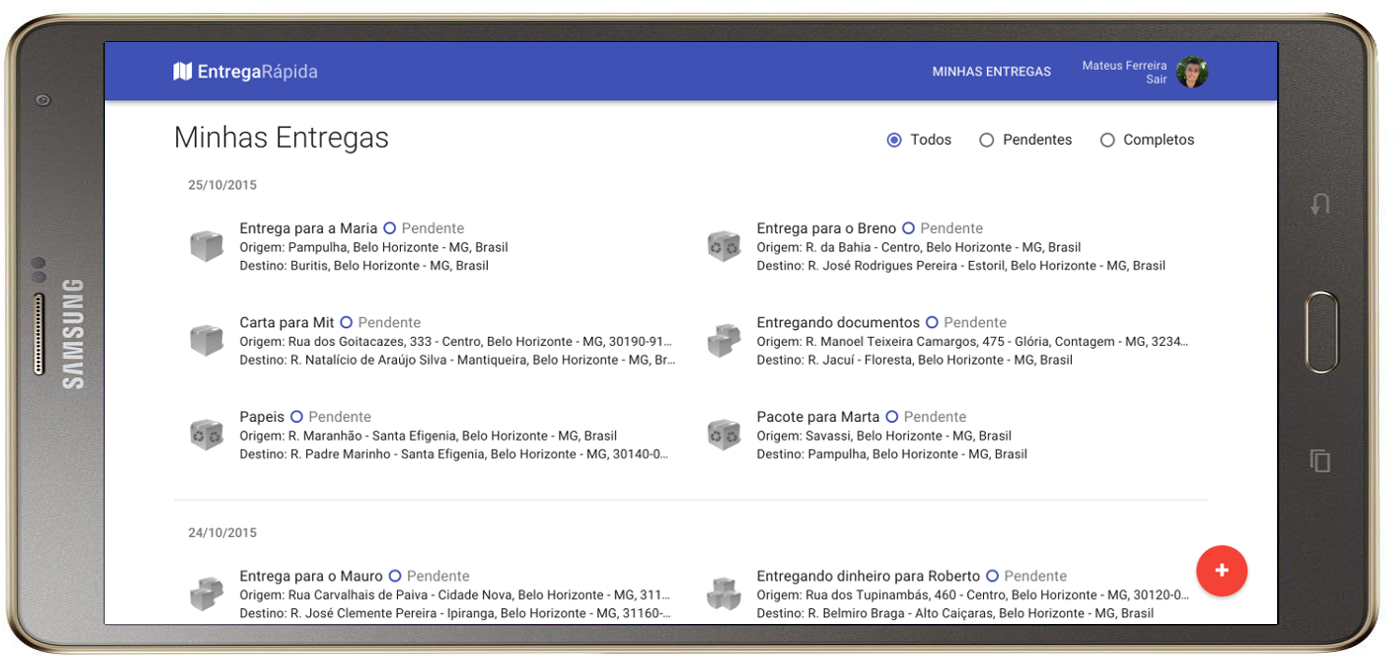 EntregaRápida
MINHAS ENTREGAS
Mateus Ferreira
Sair
Minhas Entregas
Todos
Pendentes
Completos
25/10/2015
Entrega para a Maria Pendente
Origem: Pampulha, Belo Horizonte - MG, Brasil
Destino: Buritis, Belo Horizonte - MG, Brasil
Entrega para o Breno Pendente
Origem: R. da Bahia - Centro, Belo Horizonte - MG, Brasil
Destino: R. José Rodrigues Pereira - Estoril, Belo Horizonte - MG, Brasil
Carta para Mit Pendente
Origem: Rua dos Goitacazes, 333 - Centro, Belo Horizonte - MG, 30190-91...
Destino: R. Natalício de Araújo Silva - Mantiqueira, Belo Horizonte - MG, Br...
Entregando documentos Pendente
Origem: R. Manoel Teixeira Camargos, 475 - Glória, Contagem - MG, 3234...
Destino: R. Jacuí - Floresta, Belo Horizonte - MG, Brasil
Papeis Pendente
Origem: R. Maranhão - Santa Efigenia, Belo Horizonte - MG, Brasil
Destino: R. Padre Marinho - Santa Efigenia, Belo Horizonte - MG, 30140-0...
Pacote para Marta Pendente
Origem: Savassi, Belo Horizonte - MG, Brasil
Destino: Pampulha, Belo Horizonte - MG, Brasil
24/10/2015
Entrega para o Mauro Pendente
Origem: Rua Carvalhais de Paiva - Cidade Nova, Belo Horizonte - MG, 311...
Destino: R. José Clemente Pereira - Ipiranga, Belo Horizonte - MG, 31160-...
Entregando dinheiro para Roberto Pendente
Origem: Rua dos Tupinambás, 460 - Centro, Belo Horizonte - MG, 30120-0...
Destino: R. Belmiro Braga - Alto Caiçaras, Belo Horizonte - MG, Brasil
SAMSUNG